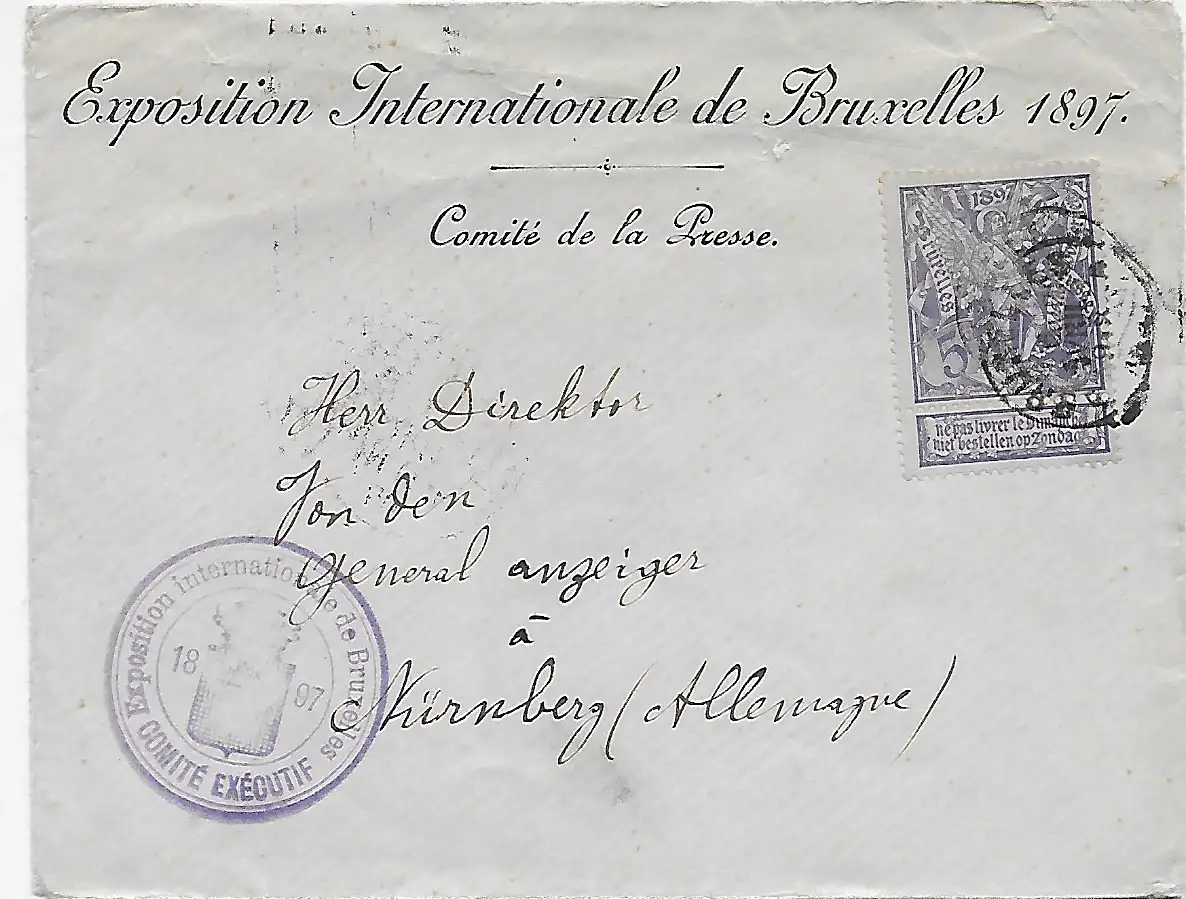 Exposition Internationale de Bruxelles 1897.
Comité de la Presse.
1897
Bruxelles
5
ne pas livrer le Dimanche
niet bestellen op Zondag
Herr Direktor
Von den
General anzeiger
à
Nürnberg (Allemagne)
Exposition internationale de Bruxelles
18 97
COMITÉ EXÉCUTIF